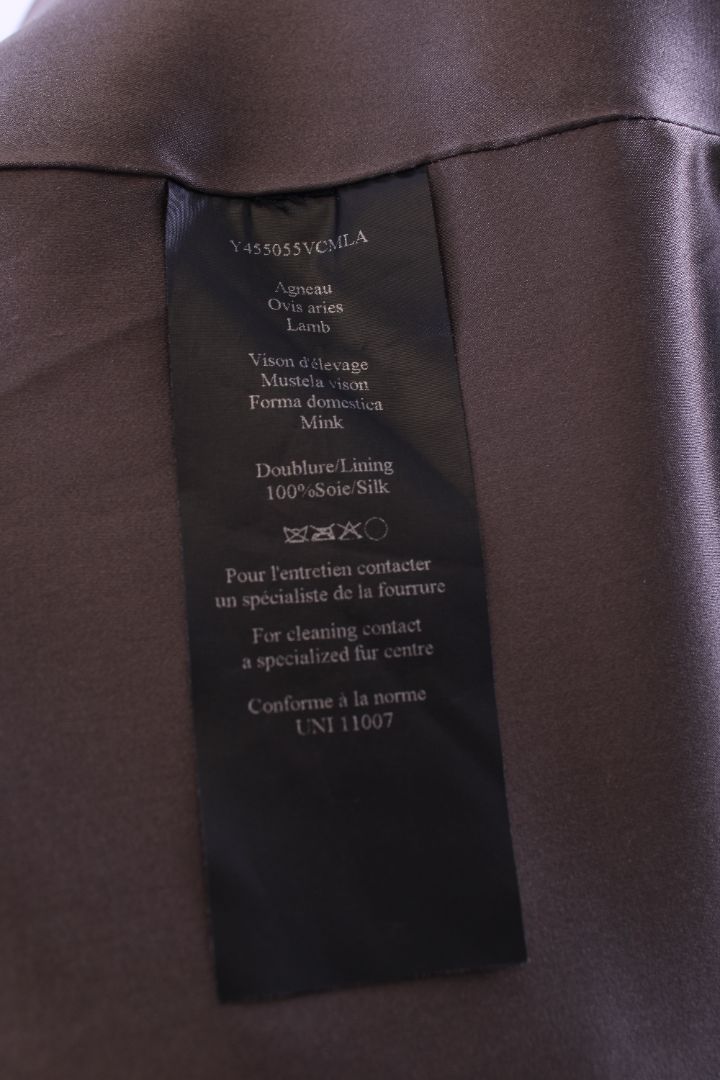 Y455055VCMLA
Agneau
Ovis aries
Lamb
Vison d'élevage
Mustela vison
Forma domestica
Mink
Doublure/Lining
100%Soie/Silk
Pour l'entretien contacter
un spécialiste de la fourrure
For cleaning contact
a specialized fur centre
Conforme à la norme
UNI 11007